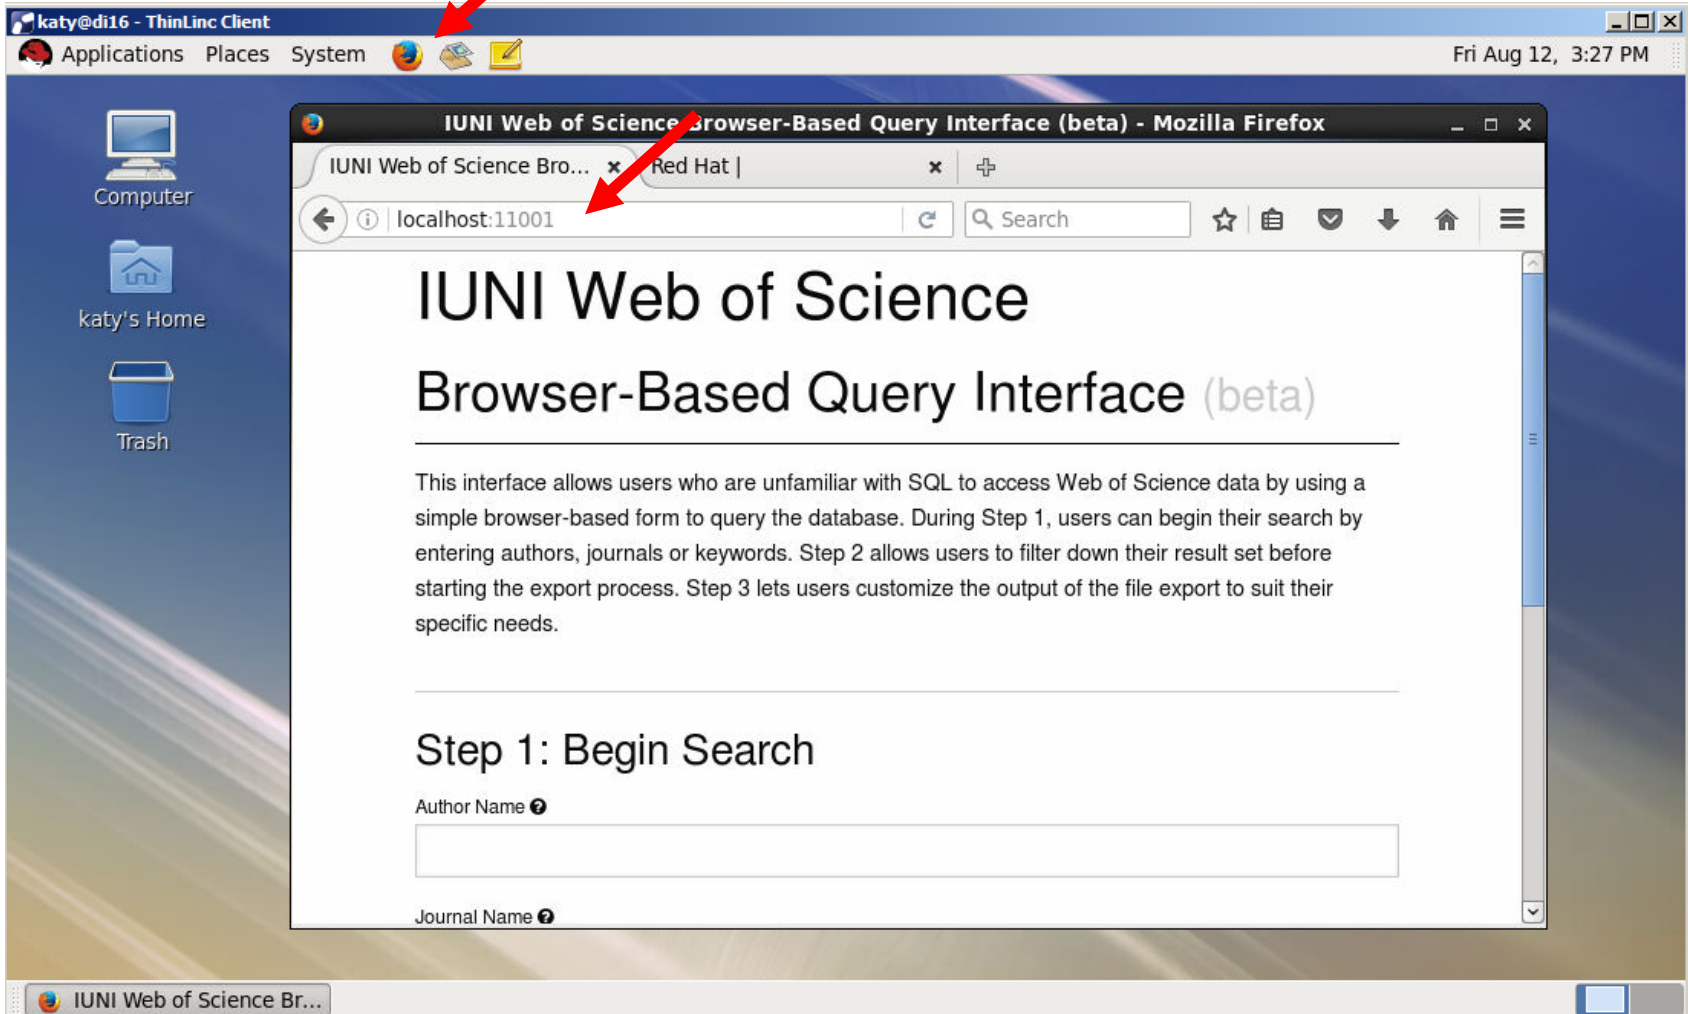 katy@di16 - ThinLinc Client
Applications Places System
Fri Aug 12, 3:27 PM
Computer
katy's Home
Trash
IUNI Web of Science Browser-Based Query Interface (beta) - Mozilla Firefox
IUNI Web of Science Bro...
Red Hat |
localhost:11001
Search
IUNI Web of Science
Browser-Based Query Interface (beta)
This interface allows users who are unfamiliar with SQL to access Web of Science data by using a
simple browser-based form to query the database. During Step 1, users can begin their search by
entering authors, journals or keywords. Step 2 allows users to filter down their result set before
starting the export process. Step 3 lets users customize the output of the file export to suit their
specific needs.
Step 1: Begin Search
Author Name
Journal Name
IUNI Web of Science Br...